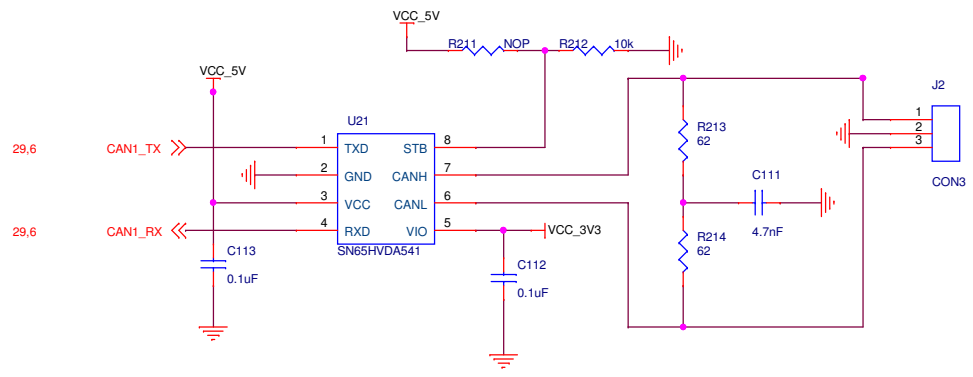 VCC_5V
R211
NOP
R212
10k
VCC_5V
J2
U21
1
29,6
CAN1_TX
1
TXD
STB
8
R213
62
2
3
2
GND
CANH
7
C111
CON3
3
VCC
CANL
6
29,6
CAN1_RX
4
RXD
VIO
5
VCC_3V3
4.7nF
R214
62
SN65HVDA541
C113
0.1uF
C112
0.1uF